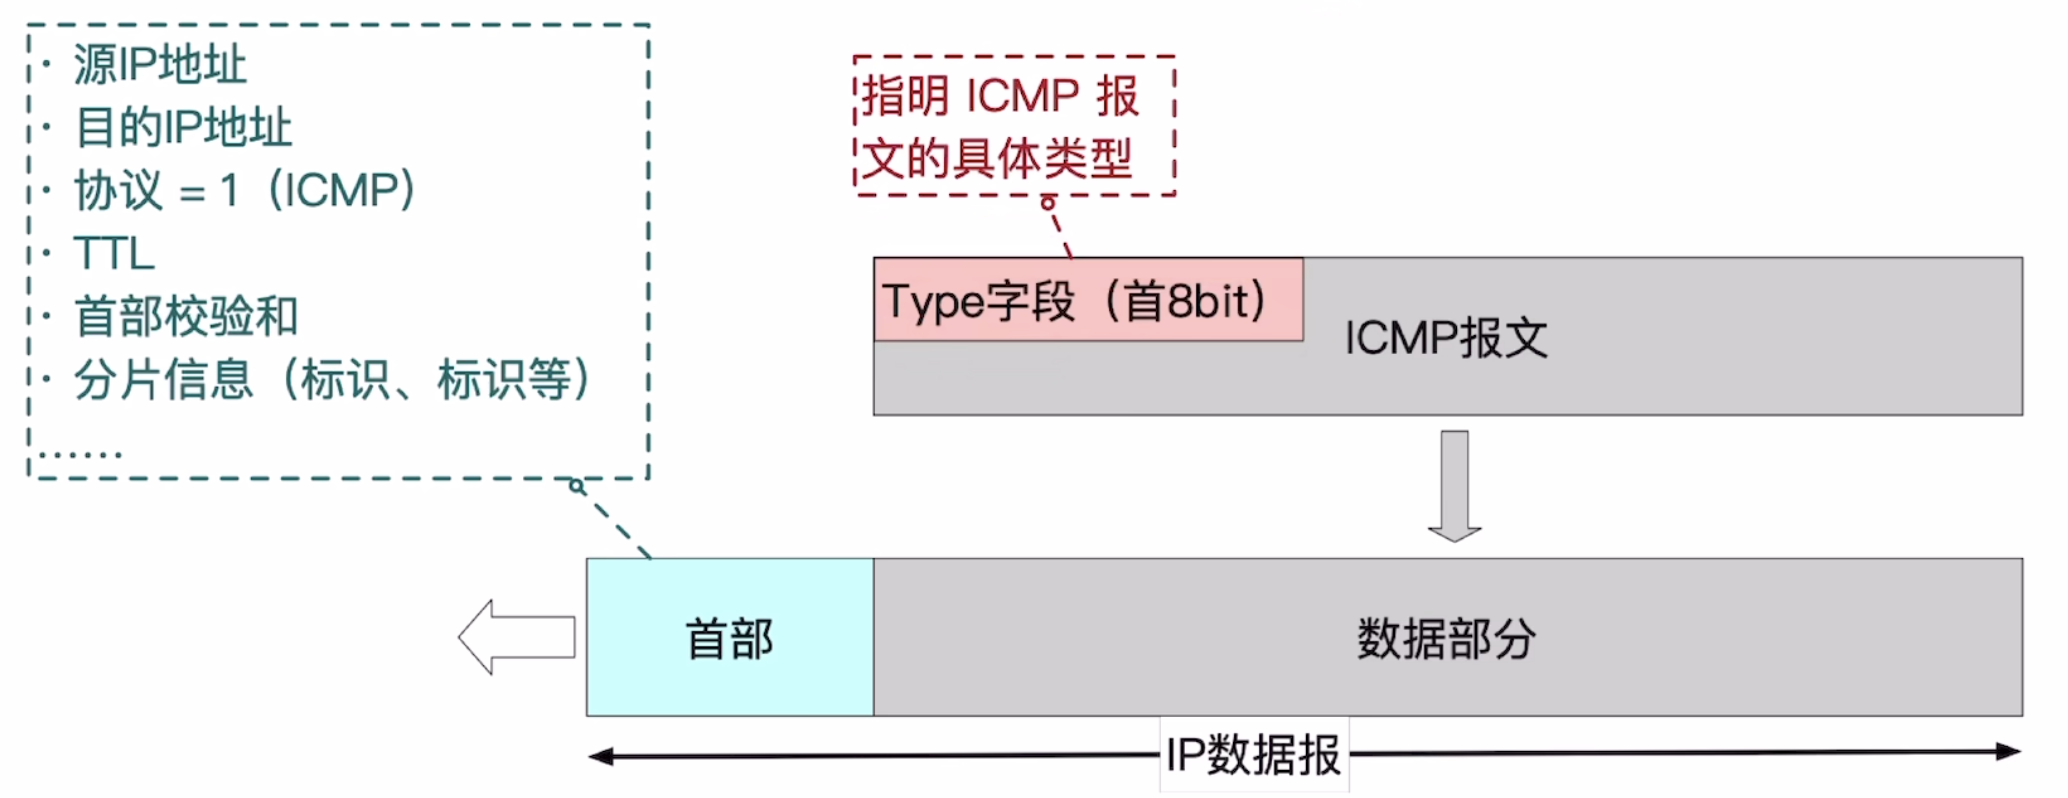 · 源IP地址
· 目的IP地址
· 协议 = 1（ICMP）
· TTL
· 首部校验和
· 分片信息（标识、标识等）
......
指明 ICMP 报
文的具体类型
Type字段（首8bit）
ICMP报文
首部
数据部分
IP数据报